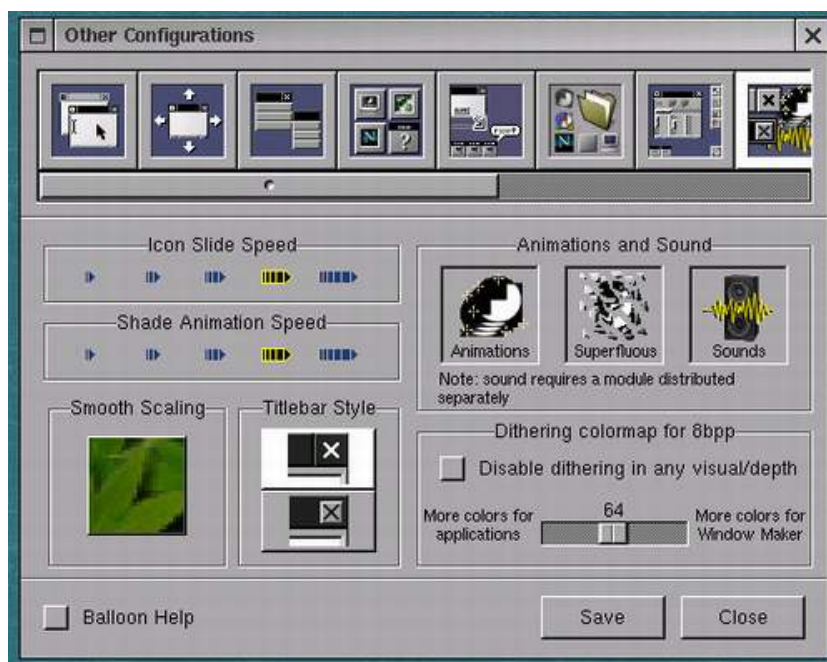 Other Configurations
Icon Slide Speed
Shade Animation Speed
Smooth Scaling
Titlebar Style
Animations and Sound
Animations
Superfluous
Sounds
Note: sound requires a module distributed
separately
Dithering colormap for 8bpp
Disable dithering in any visual/depth
More colors for
applications
64
More colors for
Window Maker
Balloon Help
Save
Close